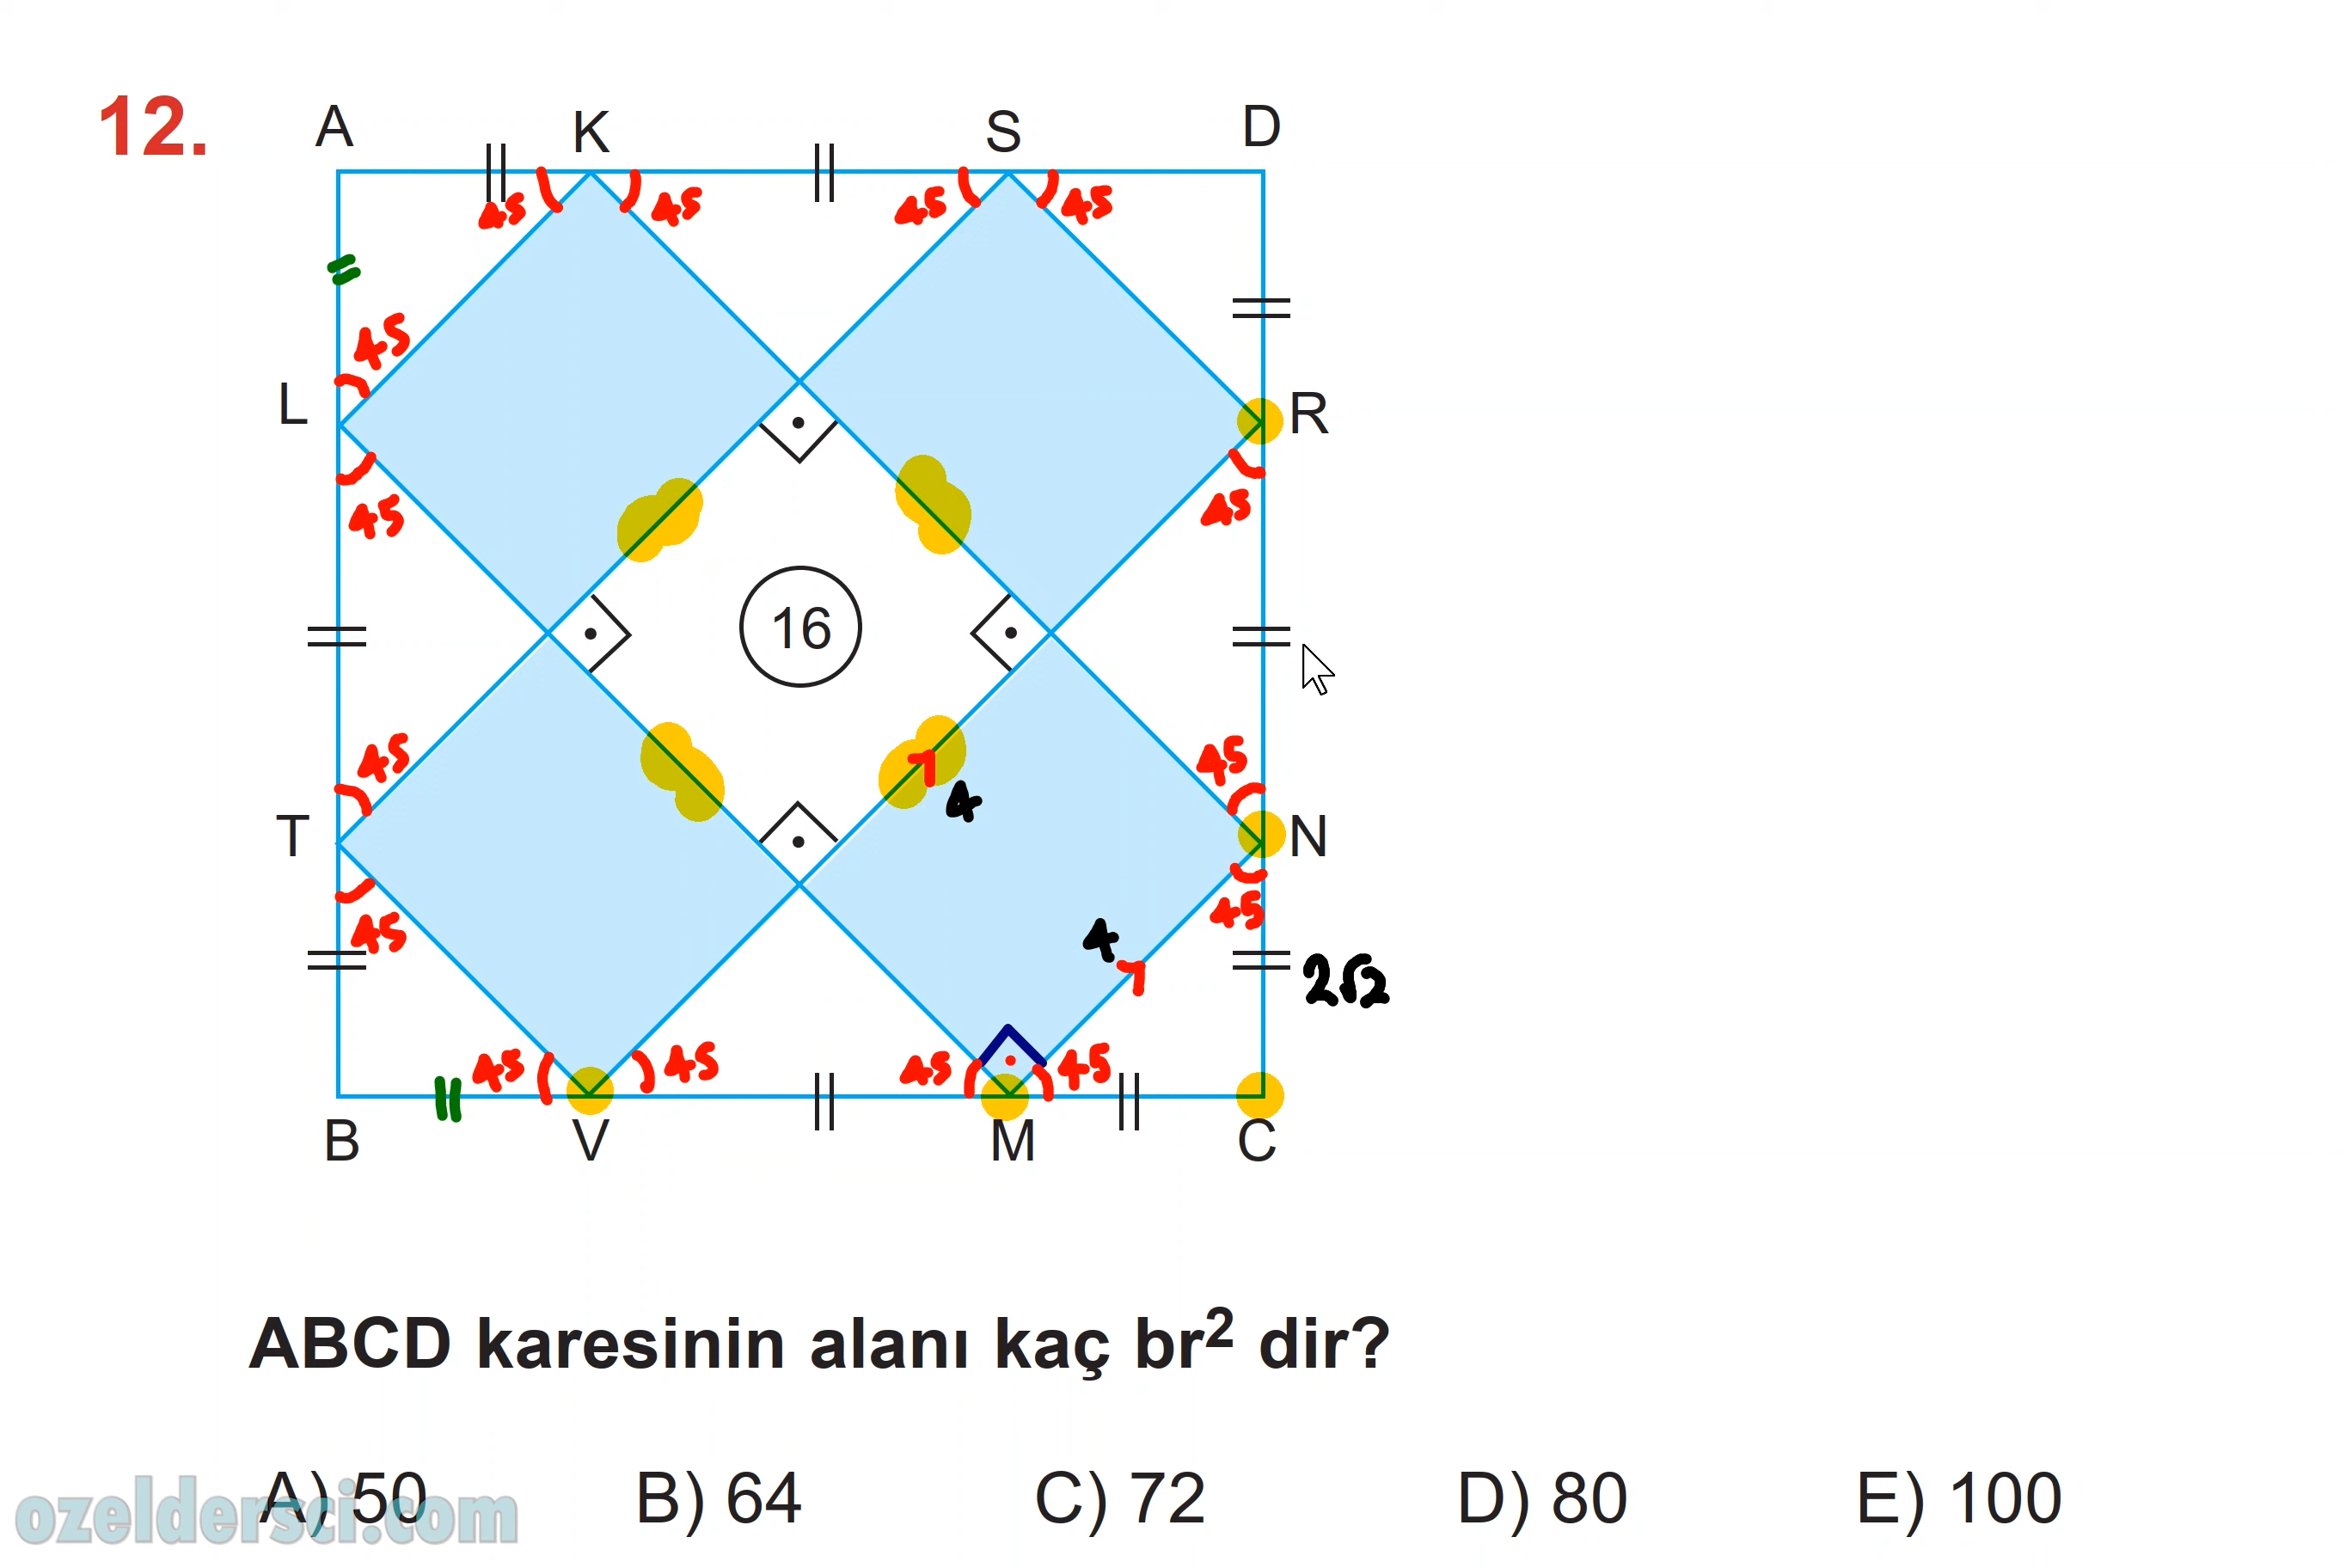 12.
A K S D
45 45 45 45
45
L R
45 45
16
45 45
4
T N
45 45
4
2√2
45 45 45 45
B V M C
ABCD karesinin alanı kaç br² dir?
A) 50 B) 64 C) 72 D) 80 E) 100
ozeldersci.com